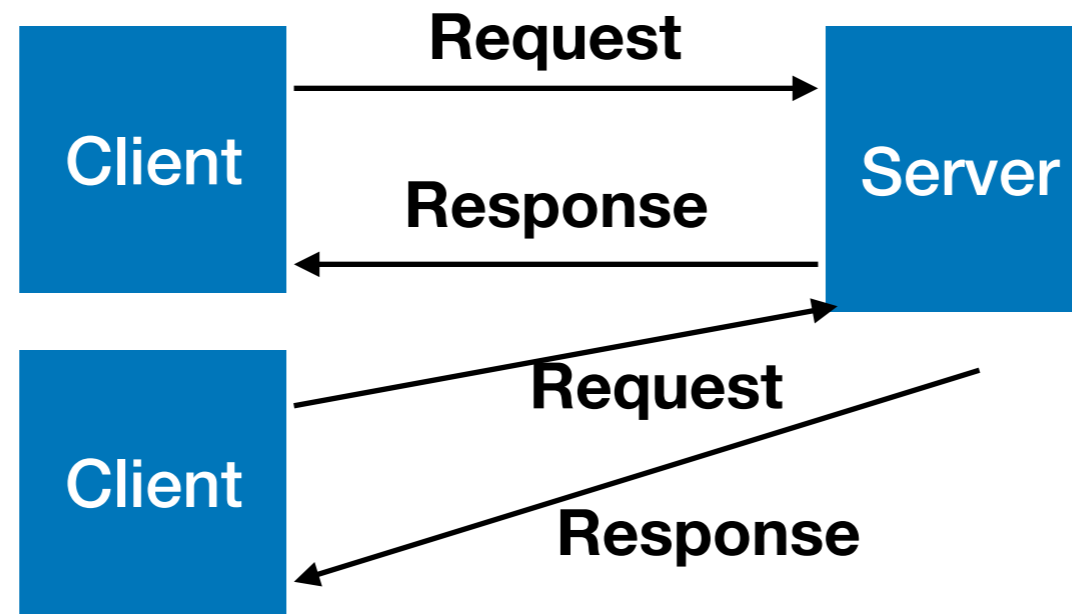 Request
Client
Server
Response
Request
Client
Response